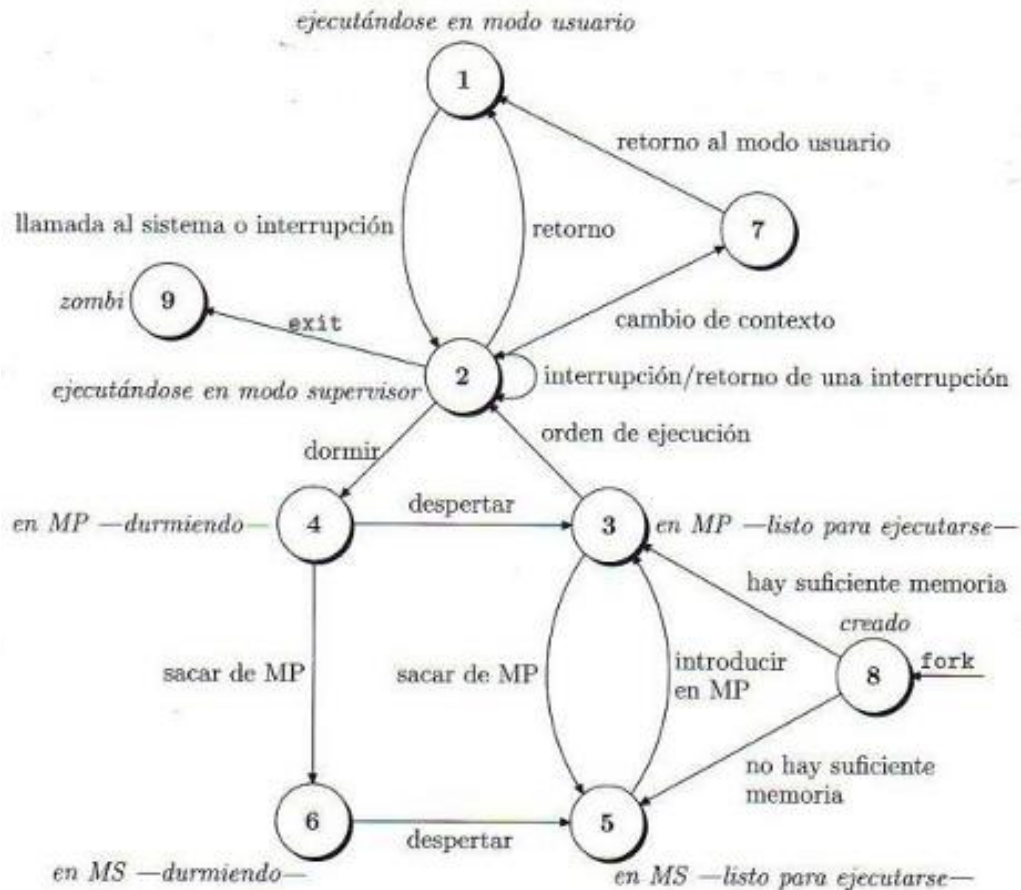 ejecutándose en modo usuario
1
retorno al modo usuario
llamada al sistema o interrupción
retorno
7
zombi
9
exit
cambio de contexto
2
interrupción/retorno de una interrupción
ejecutándose en modo supervisor
orden de ejecución
dormir
despertar
en MP —durmiendo—
4
3
en MP —listo para ejecutarse—
hay suficiente memoria
creado
sacar de MP
sacar de MP
introducir
en MP
8
fork
no hay suficiente
memoria
6
despertar
5
en MS —durmiendo—
en MS —listo para ejecutarse—